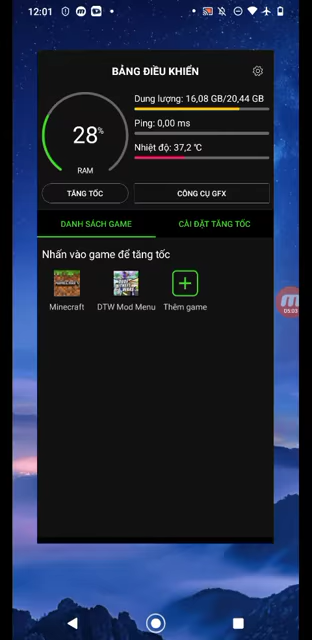 12:01
BẢNG ĐIỀU KHIỂN
Dung lượng: 16,08 GB/20,44 GB
28%
Ping: 0,00 ms
Nhiệt độ: 37,2 ℃
RAM
TĂNG TỐC
CÔNG CỤ GFX
DANH SÁCH GAME
CÀI ĐẶT TĂNG TỐC
Nhấn vào game để tăng tốc
Minecraft
DTW Mod Menu
Thêm game
05:03